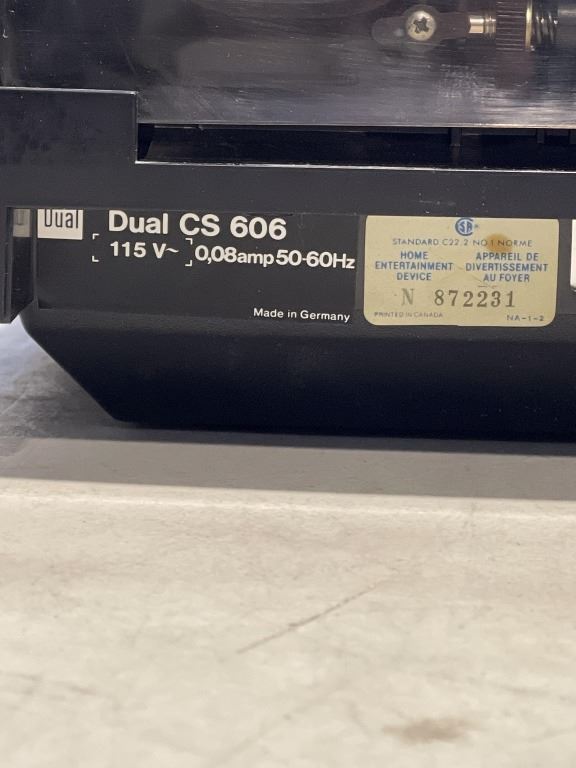 Dual
Dual CS 606
115 V~ 0,08amp 50-60Hz
Made in Germany
STANDARD C22.2 NO.1 NORME
HOME APPAREIL DE
ENTERTAINMENT DIVERTISSEMENT
DEVICE AU FOYER
N 872231
PRINTED IN CANADA NA-1-2